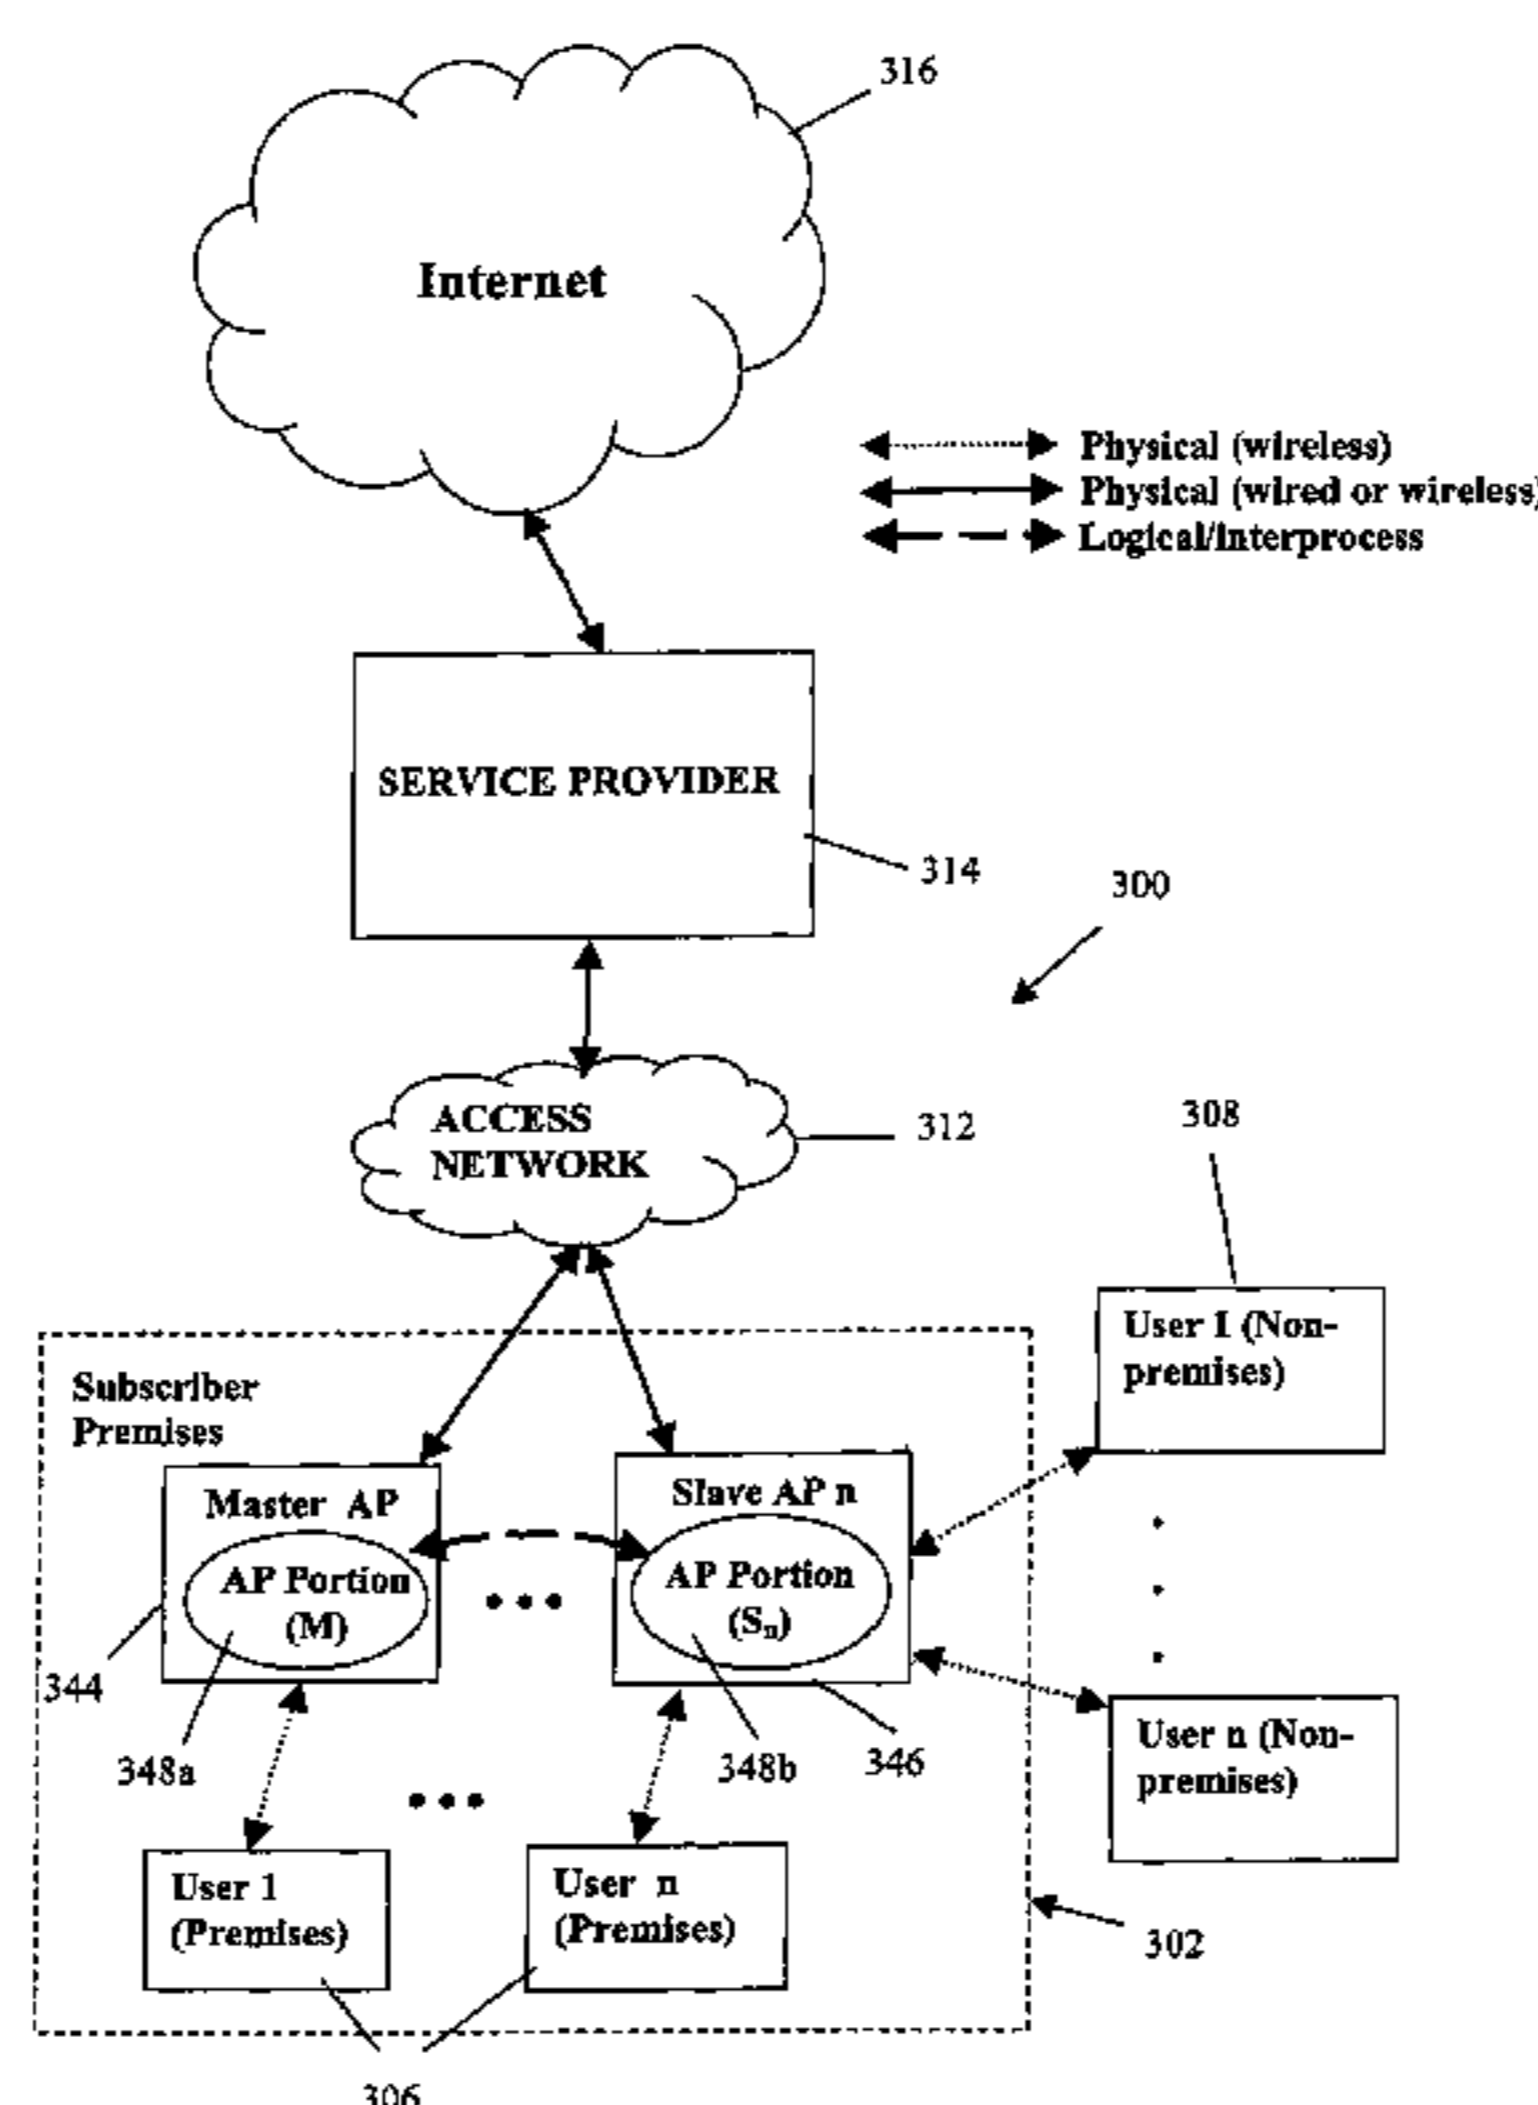 316
Internet
Physical (wireless)
Physical (wired or wireless)
Logical/Interprocess
SERVICE PROVIDER
314
300
ACCESS
NETWORK
312
308
User 1 (Non-
premises)
Subscriber
Premises
Master AP
AP Portion
(M)
Slave AP n
AP Portion
(Sn)
344
348a
348b
346
User n (Non-
premises)
User 1
(Premises)
User n
(Premises)
302
306